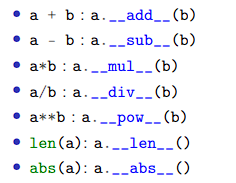 • a + b : a.__add__(b)
• a - b : a.__sub__(b)
• a*b : a.__mul__(b)
• a/b : a.__div__(b)
• a**b : a.__pow__(b)
• len(a): a.__len__()
• abs(a): a.__abs__()